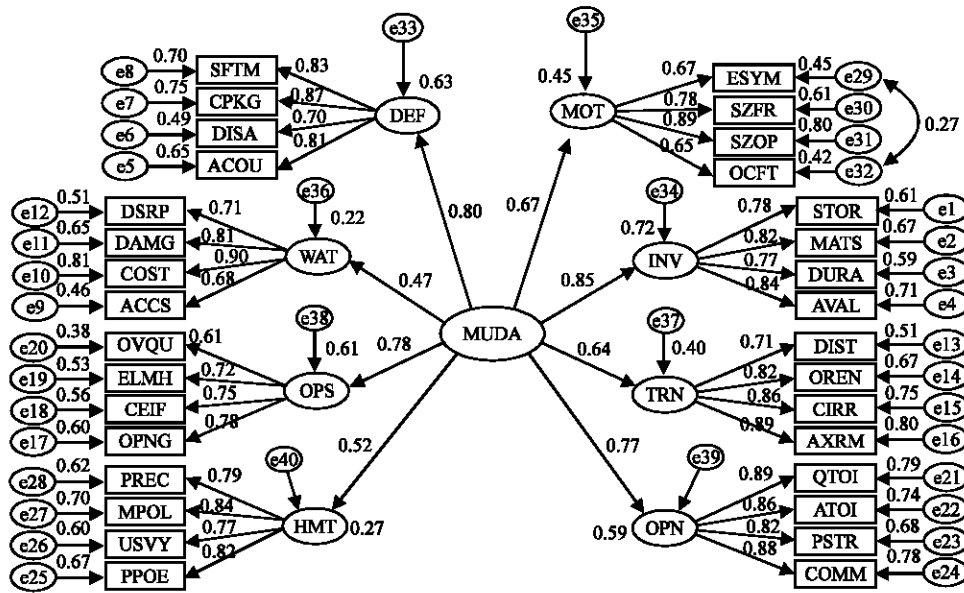 e33
e35
e8 0.70 SFTM 0.83
e7 0.75 CPKG 0.87
e6 0.49 DISA 0.70
e5 0.65 ACOU 0.81
DEF 0.63
0.45 MOT
0.67 ESYM 0.45 e29
0.78 SZFR 0.61 e30
0.89 SZOP 0.80 e31
0.65 OCFT 0.42 e32
0.27
e12 0.51 DSRP 0.71
e11 0.65 DAMG 0.81
e10 0.81 COST 0.90
e9 0.46 ACCS 0.68
e36
0.22
WAT
0.80
0.67
0.47
e34
0.72
INV
0.85
0.78 STOR 0.61 e1
0.82 MATS 0.67 e2
0.77 DURA 0.59 e3
0.84 AVAL 0.71 e4
MUDA
e20 0.38 OVQU 0.61
e19 0.53 ELMH 0.72
e18 0.56 CEIF 0.75
e17 0.60 OPNG 0.78
e38
0.61
OPS
0.78
0.64
e37
0.40
TRN
0.71 DIST 0.51 e13
0.82 OREN 0.67 e14
0.86 CIRR 0.75 e15
0.89 AXRM 0.80 e16
0.52
0.77
e28 0.62 PREC 0.79
e27 0.70 MPOL 0.84
e26 0.60 USVY 0.77
e25 0.67 PPOE 0.82
e40
HMT 0.27
e39
0.59 OPN
0.89 QTOI 0.79 e21
0.86 ATOI 0.74 e22
0.82 PSTR 0.68 e23
0.88 COMM 0.78 e24